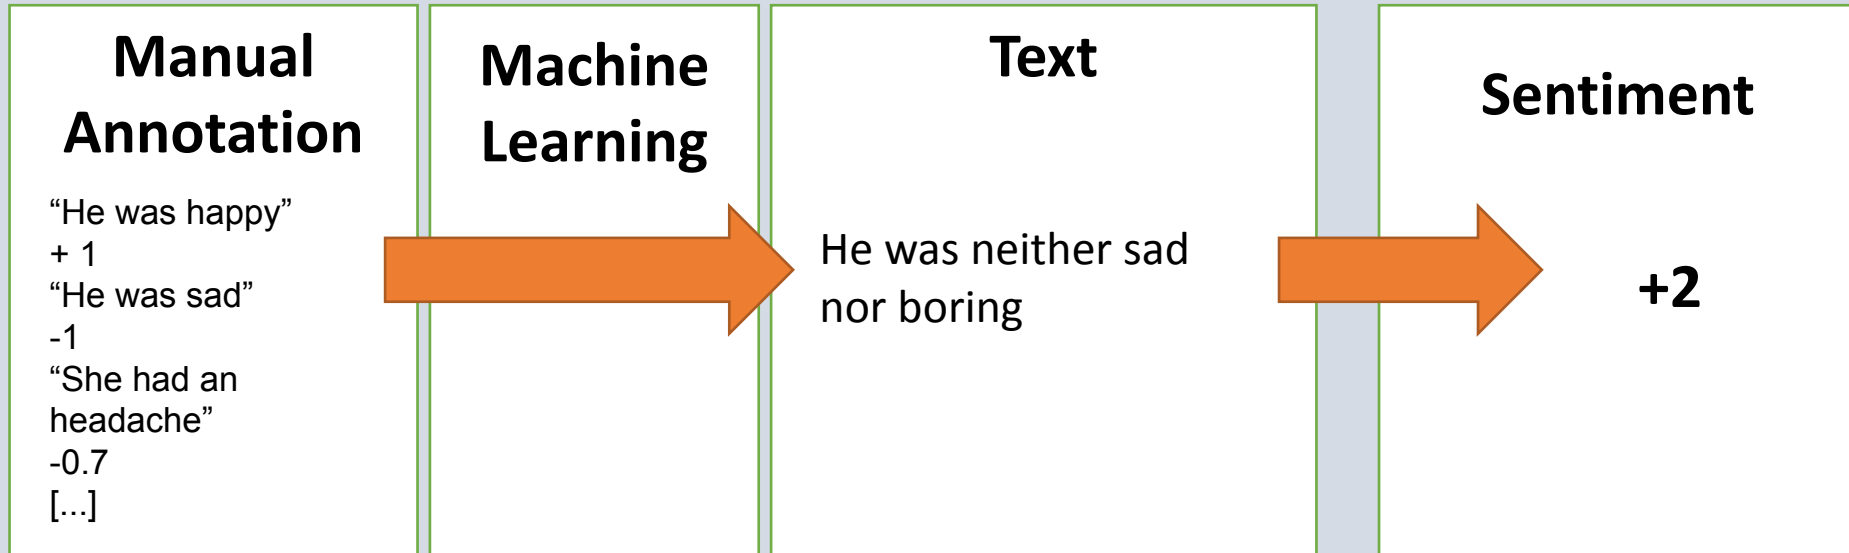 Manual
Annotation
“He was happy”
+ 1
“He was sad”
-1
“She had an
headache”
-0.7
[...]
Machine
Learning
Text
He was neither sad
nor boring
Sentiment
+2